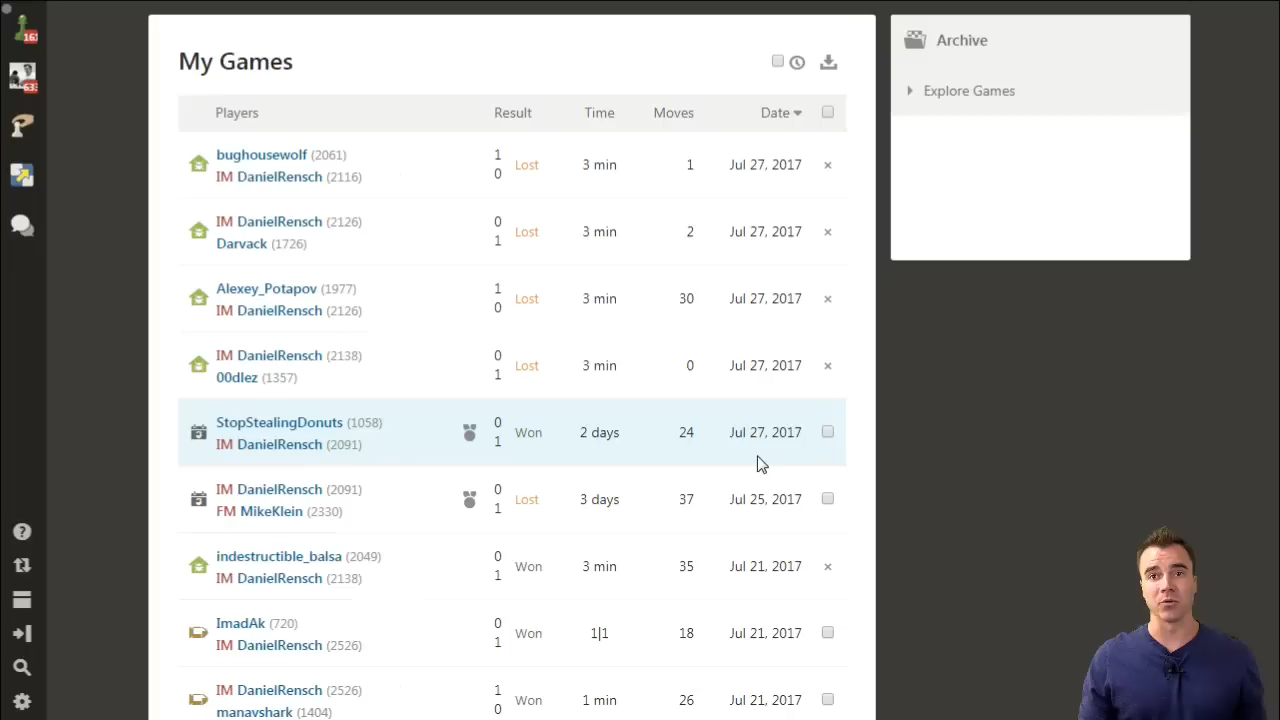 161
633
My Games
Players Result Time Moves Date
bughousewolf (2061) 1 Lost 3 min 1 Jul 27, 2017 ×
IM DanielRensch (2116) 0
IM DanielRensch (2126) 0 Lost 3 min 2 Jul 27, 2017 ×
Darvack (1726) 1
Alexey_Potapov (1977) 1 Lost 3 min 30 Jul 27, 2017 ×
IM DanielRensch (2126) 0
IM DanielRensch (2138) 0 Lost 3 min 0 Jul 27, 2017 ×
00dlez (1357) 1
StopStealingDonuts (1058) 0 Won 2 days 24 Jul 27, 2017
IM DanielRensch (2091) 1
IM DanielRensch (2091) 0 Lost 3 days 37 Jul 25, 2017
FM MikeKlein (2330) 1
indestructible_balsa (2049) 0 Won 3 min 35 Jul 21, 2017 ×
IM DanielRensch (2138) 1
ImadAk (720) 0 Won 1|1 18 Jul 21, 2017
IM DanielRensch (2526) 1
IM DanielRensch (2526) 1 Won 1 min 26 Jul 21, 2017
manavshark (1404) 0
Archive
Explore Games